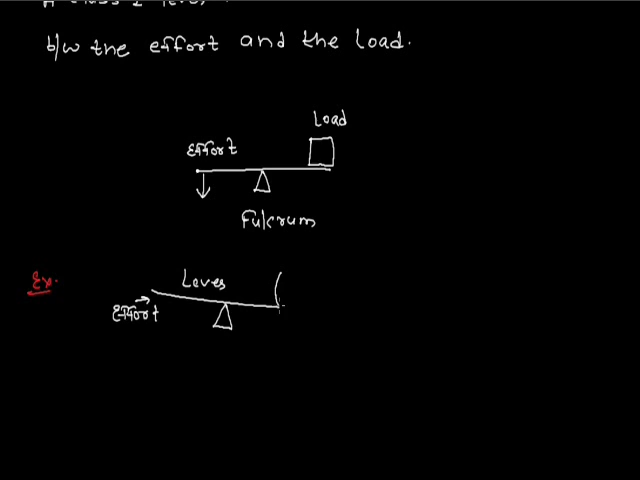 b/w the effort and the Load.
Load
Effort
Fulcrum
Ex.
Lever
Effort